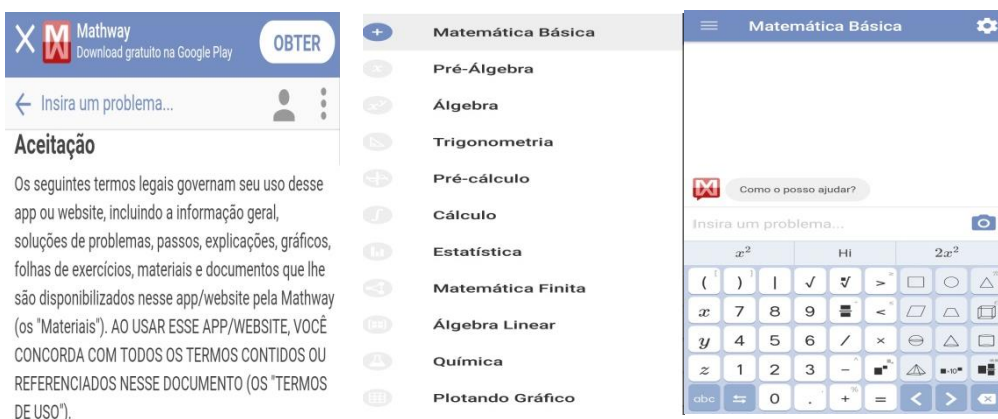 Mathway
Download gratuito na Google Play
OBTER
Insira um problema...
Aceitação
Os seguintes termos legais governam seu uso desse
app ou website, incluindo a informação geral,
soluções de problemas, passos, explicações, gráficos,
folhas de exercícios, materiais e documentos que lhe
são disponibilizados nesse app/website pela Mathway
(os "Materiais"). AO USAR ESSE APP/WEBSITE, VOCÊ
CONCORDA COM TODOS OS TERMOS CONTIDOS OU
REFERENCIADOS NESSE DOCUMENTO (OS "TERMOS
DE USO").
Matemática Básica
Pré-Álgebra
Álgebra
Trigonometria
Pré-cálculo
Cálculo
Estatística
Matemática Finita
Álgebra Linear
Química
Plotando Gráfico
Matemática Básica
Como o posso ajudar?
Insira um problema...
x² Hi 2x²
( ) | √ >
x 7 8 9 <
y 4 5 6 / ×
z 1 2 3 −
abc 0 . + = < >